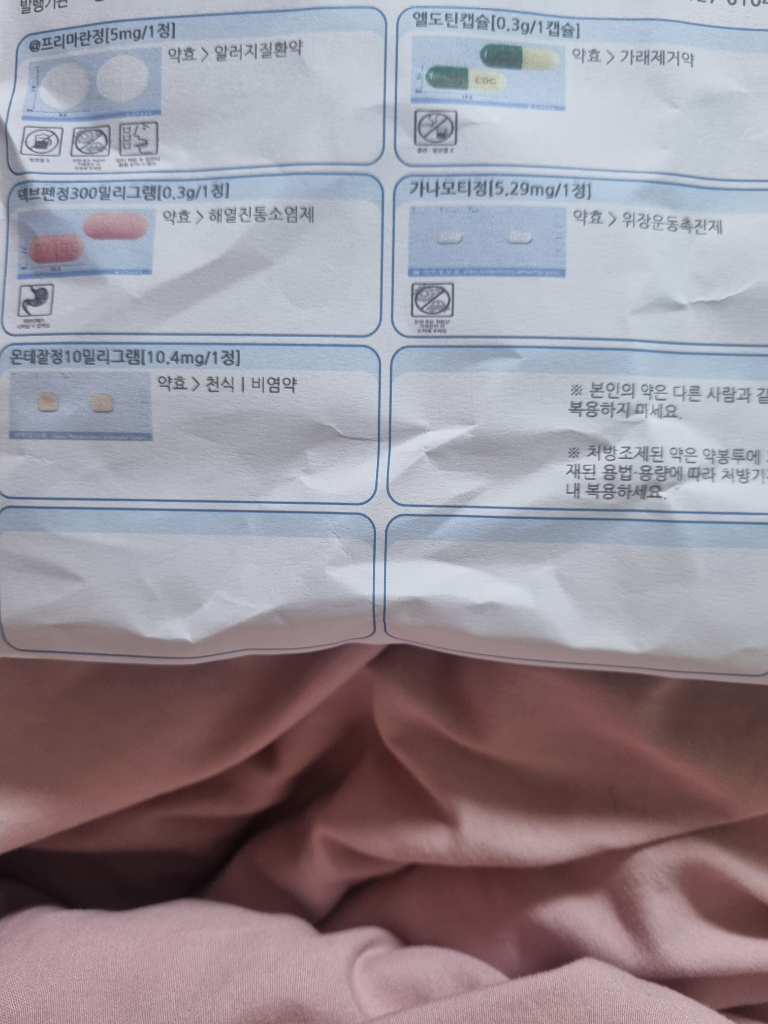 발행기관
@프리마란정[5mg/1정]
약효 > 알러지질환약
엘도틴캡슐[0.3g/1캡슐]
EDC
약효 > 가래제거약
덱브펜정300밀리그램[0.3g/1정]
약효 > 해열진통소염제
가나모티정[5.29mg/1정]
약효 > 위장운동촉진제
온테잘정10밀리그램[10.4mg/1정]
약효 > 천식 | 비염약
※ 본인의 약은 다른 사람과
복용하지 마세요.
※ 처방조제된 약은 약봉투에
재된 용법·용량에 따라
내 복용하세요.